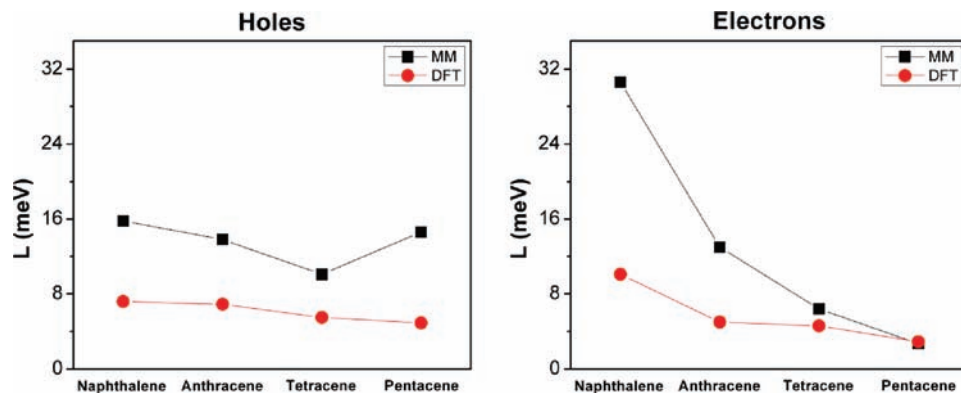 Holes
MM
DFT
32
24
16
8
0
L (meV)
Naphthalene Anthracene Tetracene Pentacene
Electrons
MM
DFT
32
24
16
8
0
L (meV)
Naphthalene Anthracene Tetracene Pentacene